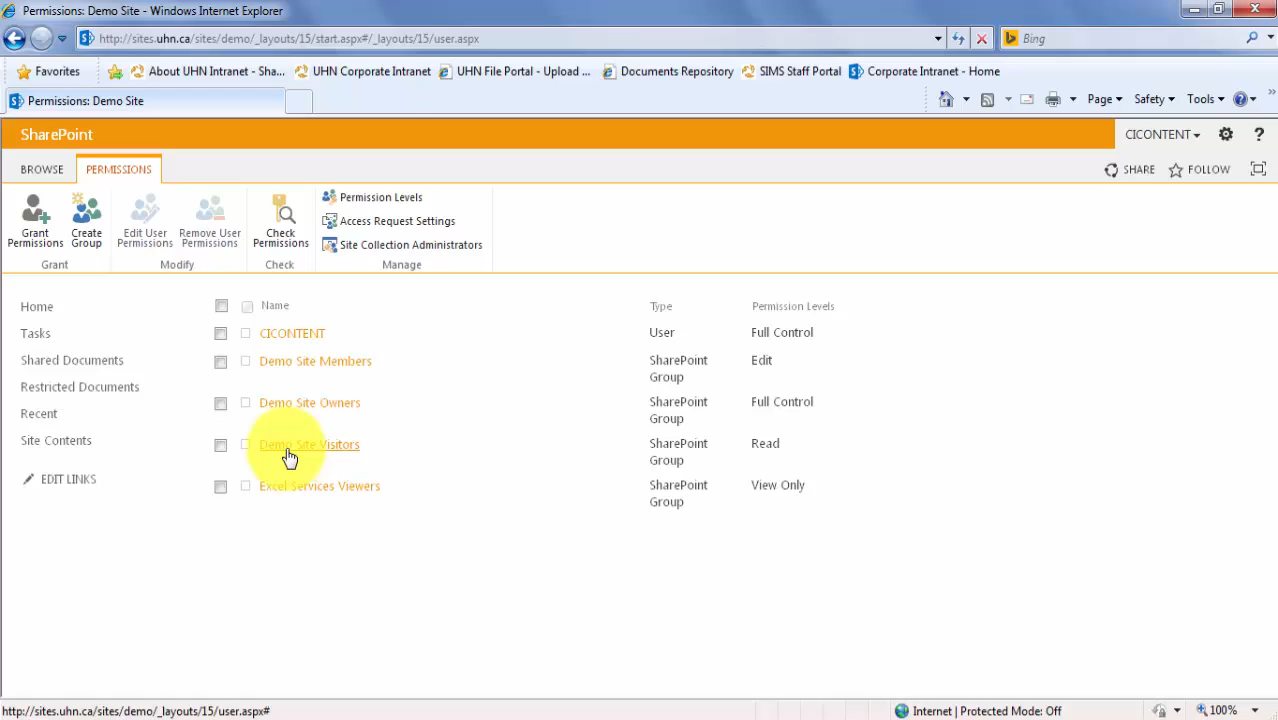 Permissions: Demo Site - Windows Internet Explorer
http://sites.uhn.ca/sites/demo/_layouts/15/start.aspx#/_layouts/15/user.aspx
Bing
Favorites
About UHN Intranet - Sha...
UHN Corporate Intranet
UHN File Portal - Upload ...
Documents Repository
SIMS Staff Portal
Corporate Intranet - Home
Permissions: Demo Site
Page
Safety
Tools
SharePoint
CICONTENT
?
BROWSE
PERMISSIONS
SHARE
FOLLOW
Grant Permissions
Create Group
Grant
Edit User Permissions
Remove User Permissions
Modify
Check Permissions
Check
Permission Levels
Access Request Settings
Site Collection Administrators
Manage
Home
Tasks
Shared Documents
Restricted Documents
Recent
Site Contents
EDIT LINKS
Name Type Permission Levels
CICONTENT User Full Control
Demo Site Members SharePoint Group Edit
Demo Site Owners SharePoint Group Full Control
Demo Site Visitors SharePoint Group Read
Excel Services Viewers SharePoint Group View Only
http://sites.uhn.ca/sites/demo/_layouts/15/user.aspx#
Internet | Protected Mode: Off
100%